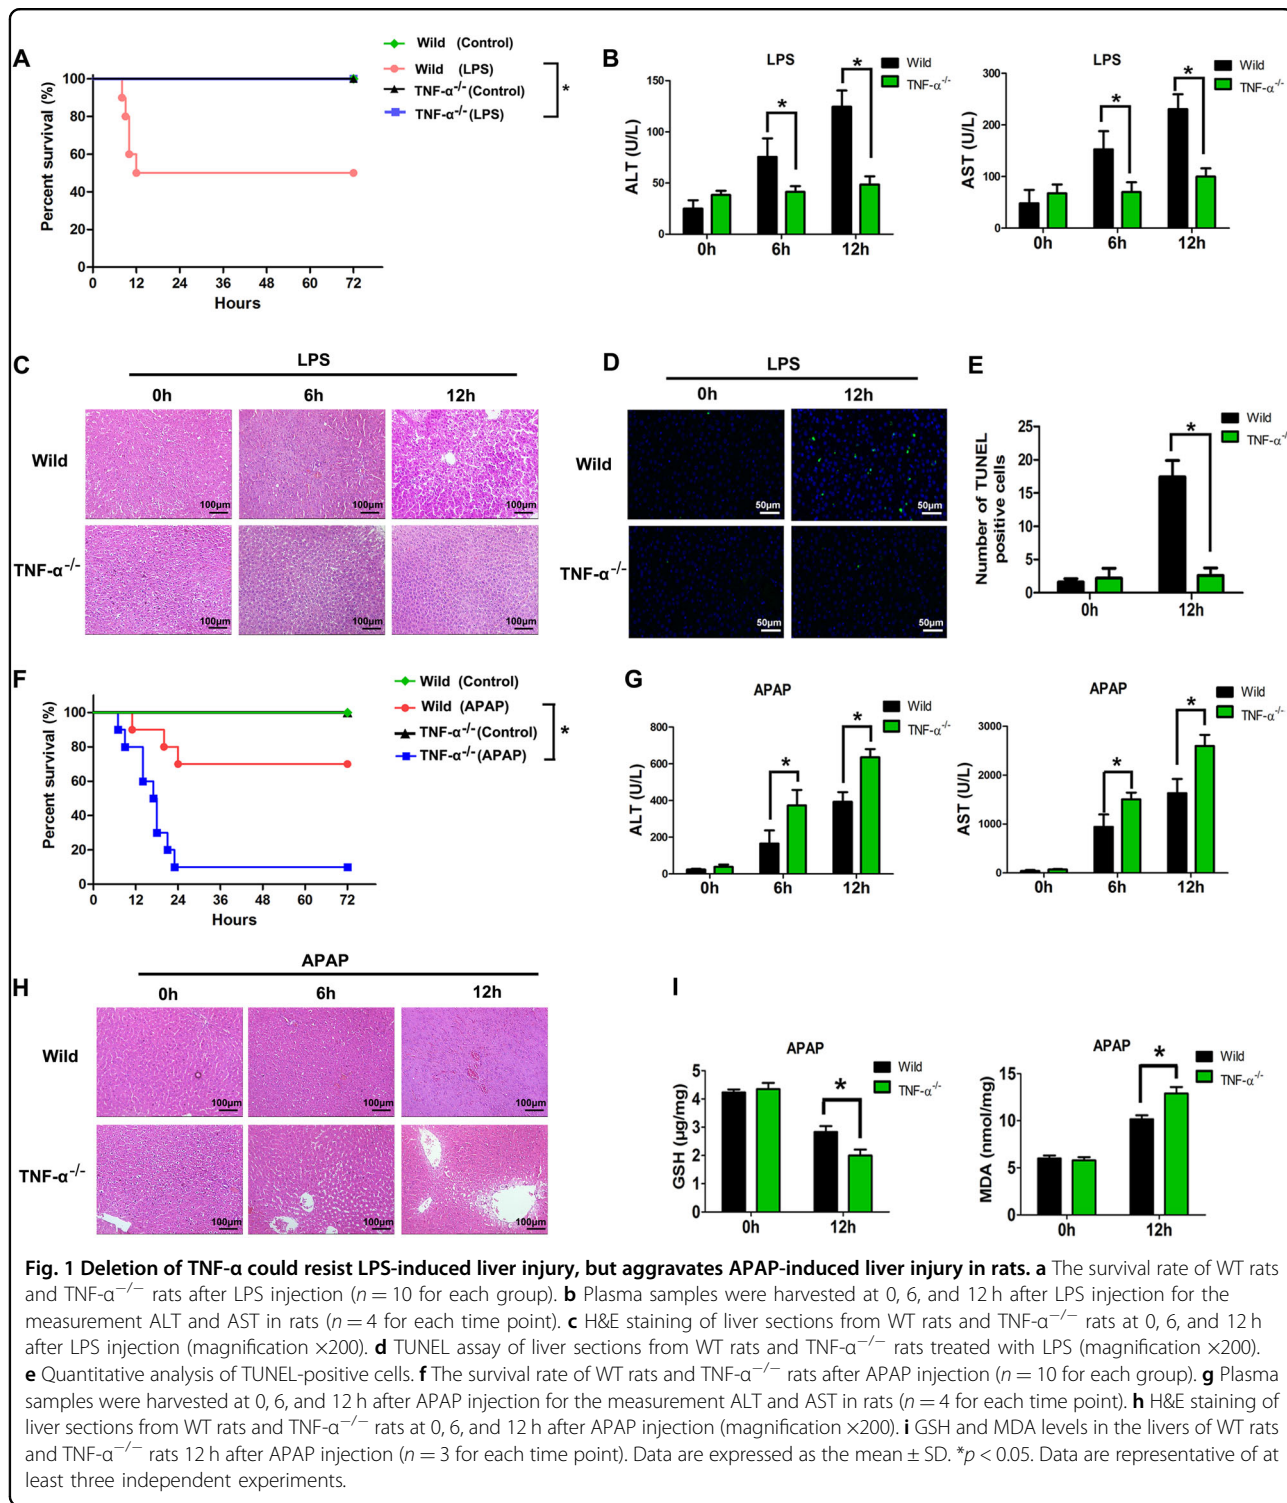 A
Wild (Control)
Wild (LPS)
TNF-α⁻/⁻ (Control)
TNF-α⁻/⁻ (LPS)
*
Percent survival (%)
100
80
60
40
20
0
0 12 24 36 48 60 72
Hours
B
LPS
Wild
TNF-α⁻/⁻
ALT (U/L)
150
100
50
0
* *
0h 6h 12h
LPS
Wild
TNF-α⁻/⁻
AST (U/L)
300
200
100
0
* *
0h 6h 12h
C
LPS
0h 6h 12h
Wild
100μm 100μm 100μm
TNF-α⁻/⁻
100μm 100μm 100μm
D
LPS
0h 12h
Wild
50μm 50μm
TNF-α⁻/⁻
50μm 50μm
E
Wild
TNF-α⁻/
Number of TUNEL
positive cells
25
20
15
10
5
0
*
0h 12h
F
Wild (Control)
Wild (APAP)
TNF-α⁻/⁻ (Control)
TNF-α⁻/⁻ (APAP)
*
Percent survival (%)
100
80
60
40
20
0
0 12 24 36 48 60 72
Hours
G
APAP
Wild
TNF-α⁻/⁻
ALT (U/L)
800
600
400
200
0
* *
0h 6h 12h
APAP
Wild
TNF-α⁻/⁻
AST (U/L)
3000
2000
1000
0
* *
0h 6h 12h
H
APAP
0h 6h 12h
Wild
100μm 100μm 100μm
TNF-α⁻/⁻
100μm 100μm 100μm
I
APAP
Wild
TNF-α⁻/⁻
GSH (μg/mg)
5
4
3
2
1
0
*
0h 12h
APAP
Wild
TNF-α⁻/⁻
MDA (nmol/mg)
15
10
5
0
*
0h 12h
Fig. 1 Deletion of TNF-α could resist LPS-induced liver injury, but aggravates APAP-induced liver injury in rats. a The survival rate of WT rats
and TNF-α⁻/⁻ rats after LPS injection (n = 10 for each group). b Plasma samples were harvested at 0, 6, and 12 h after LPS injection for the
measurement ALT and AST in rats (n = 4 for each time point). c H&E staining of liver sections from WT rats and TNF-α⁻/⁻ rats at 0, 6, and 12 h
after LPS injection (magnification ×200). d TUNEL assay of liver sections from WT rats and TNF-α⁻/⁻ rats treated with LPS (magnification ×200).
e Quantitative analysis of TUNEL-positive cells. f The survival rate of WT rats and TNF-α⁻/⁻ rats after APAP injection (n = 10 for each group). g Plasma
samples were harvested at 0, 6, and 12 h after APAP injection for the measurement ALT and AST in rats (n = 4 for each time point). h H&E staining of
liver sections from WT rats and TNF-α⁻/⁻ rats at 0, 6, and 12 h after APAP injection (magnification ×200). i GSH and MDA levels in the livers of WT rats
and TNF-α⁻/⁻ rats 12 h after APAP injection (n = 3 for each time point). Data are expressed as the mean ± SD. *p < 0.05. Data are representative of at
least three independent experiments.